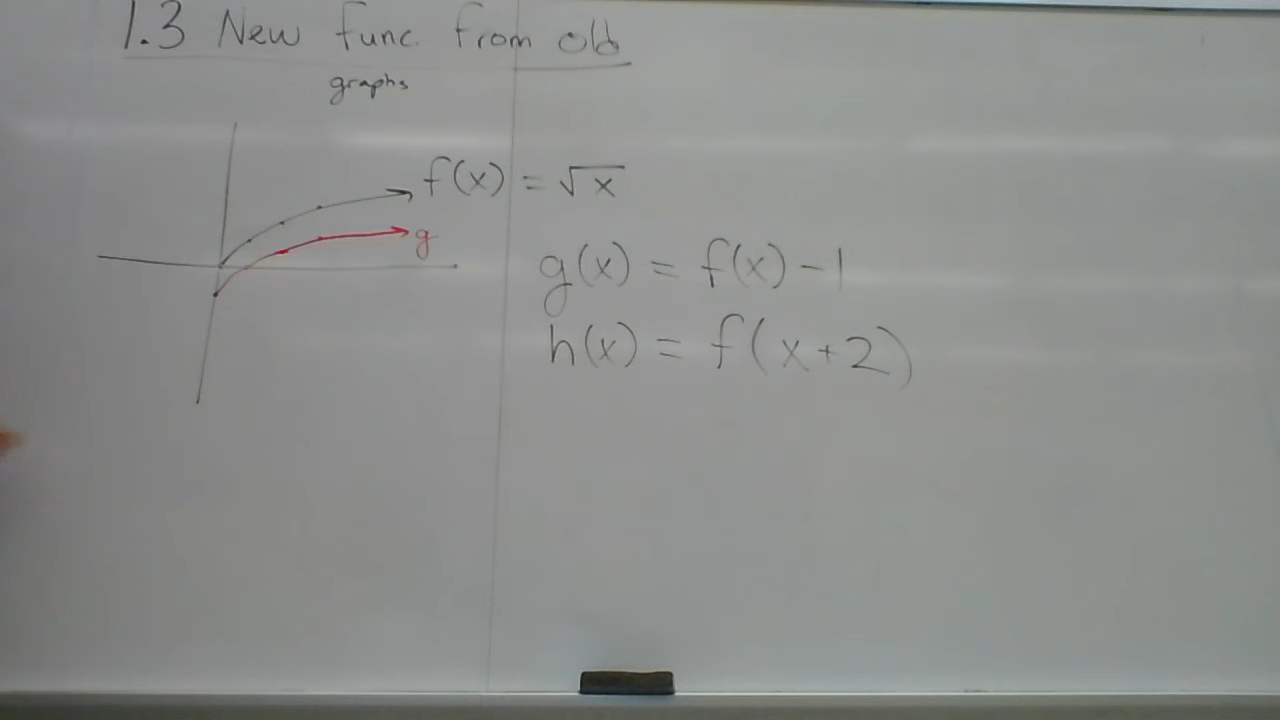 1.3 New func. from old
graphs
f(x) = √x
g
g(x) = f(x) - 1
h(x) = f(x+2)